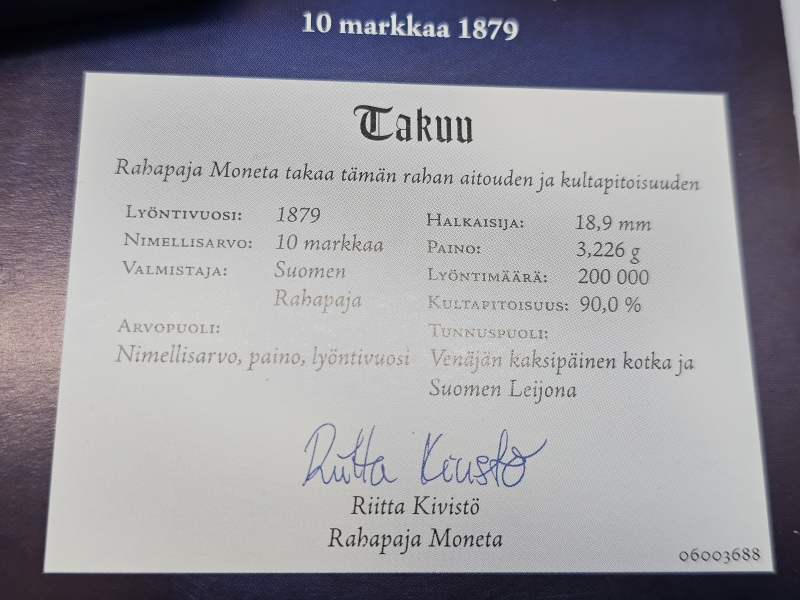 10 markkaa 1879
Takuu
Rahapaja Moneta takaa tämän rahan aitouden ja kultapitoisuuden
Lyöntivuosi: 1879
Nimellisarvo: 10 markkaa
Valmistaja: Suomen
Rahapaja
Halkaisija: 18,9 mm
Paino: 3,226 g
Lyöntimäärä: 200 000
Kultapitoisuus: 90,0 %
Arvopuoli:
Nimellisarvo, paino, lyöntivuosi
Tunnuspuoli:
Venäjän kaksipäinen kotka ja
Suomen Leijona
Riitta Kivistö
Riitta Kivistö
Rahapaja Moneta
06003688